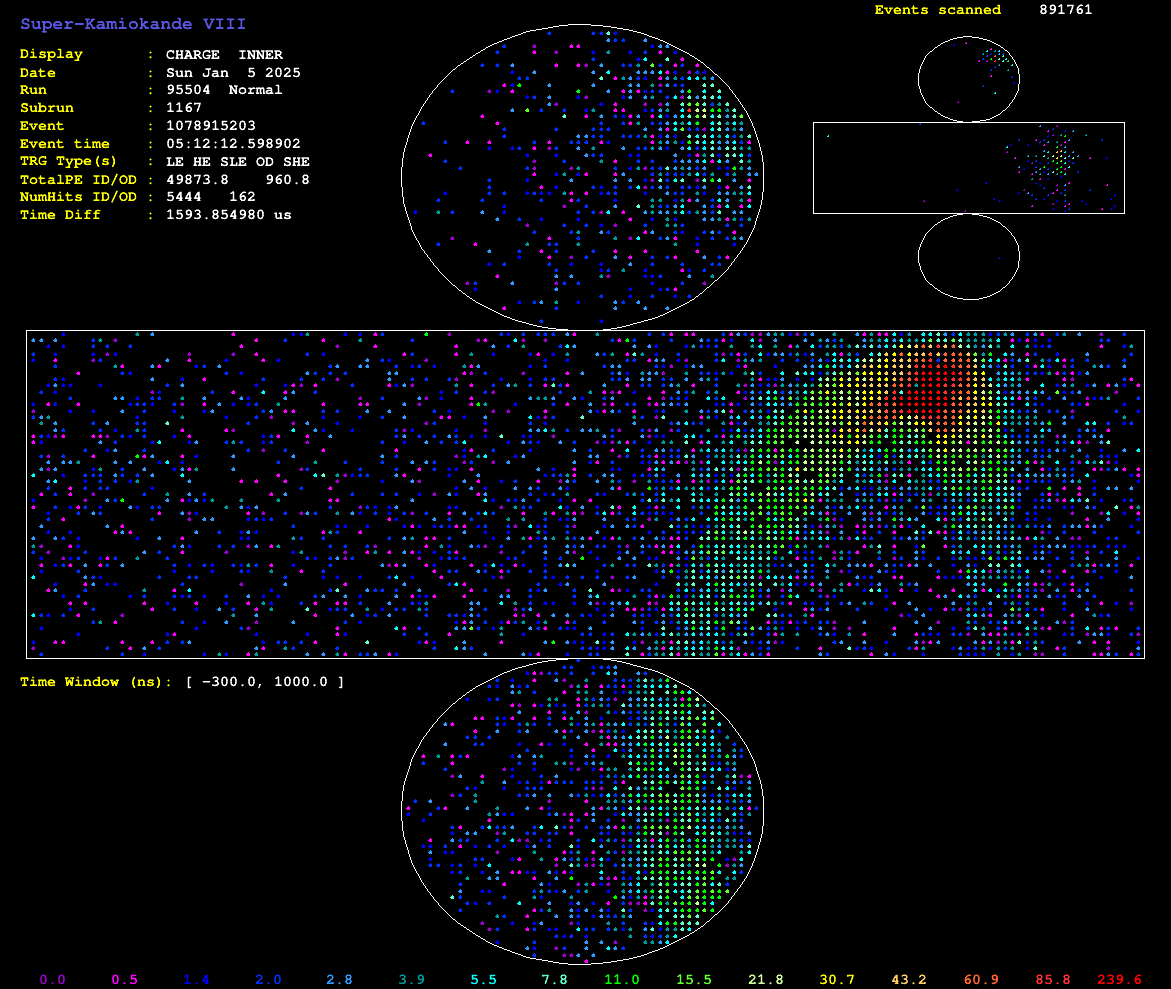 Super-Kamiokande VIII
Events scanned 891761
Display : CHARGE INNER
Date : Sun Jan 5 2025
Run : 95504 Normal
Subrun : 1167
Event : 1078915203
Event time : 05:12:12.598902
TRG Type(s) : LE HE SLE OD SHE
TotalPE ID/OD : 49873.8 960.8
NumHits ID/OD : 5444 162
Time Diff : 1593.854980 us
Time Window (ns): [ -300.0, 1000.0 ]
0.0 0.5 1.4 2.0 2.8 3.9 5.5 7.8 11.0 15.5 21.8 30.7 43.2 60.9 85.8 239.6